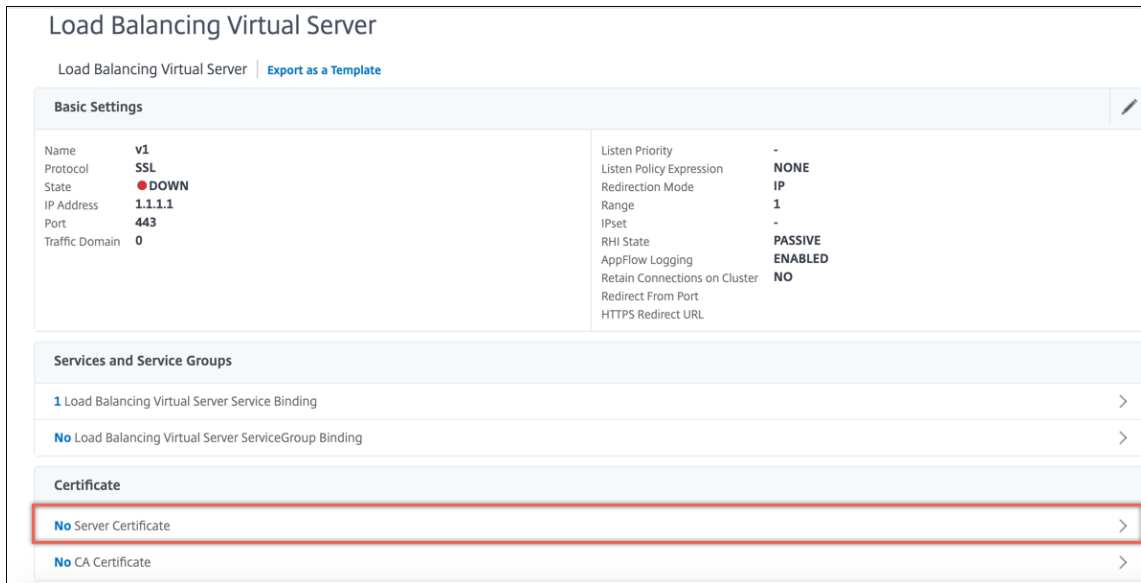 Load Balancing Virtual Server
Load Balancing Virtual Server | Export as a Template
Basic Settings
Name v1
Protocol SSL
State DOWN
IP Address 1.1.1.1
Port 443
Traffic Domain 0
Listen Priority -
Listen Policy Expression NONE
Redirection Mode IP
Range 1
IPset -
RHI State PASSIVE
AppFlow Logging ENABLED
Retain Connections on Cluster NO
Redirect From Port
HTTPS Redirect URL
Services and Service Groups
1 Load Balancing Virtual Server Service Binding
No Load Balancing Virtual Server ServiceGroup Binding
Certificate
No Server Certificate
No CA Certificate